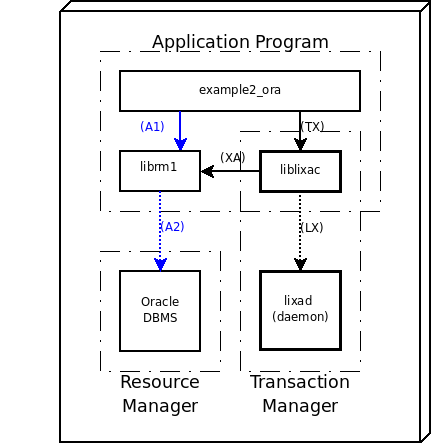 Application Program
example2_ora
(A1)
(TX)
librm1
(XA)
liblixac
(A2)
(LX)
Oracle
DBMS
lixad
(daemon)
Resource
Manager
Transaction
Manager